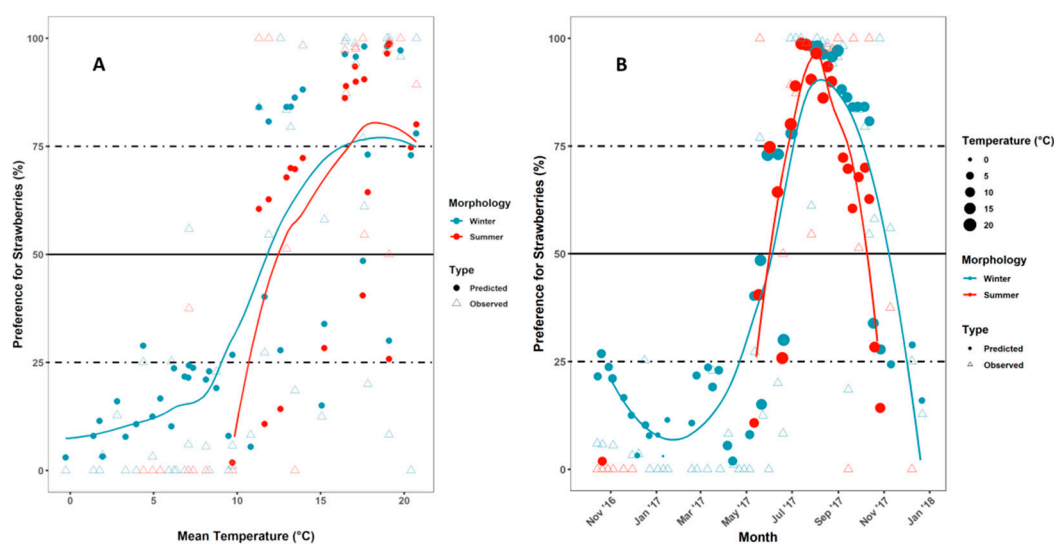 A
Preference for Strawberries (%)
100
75
50
25
0
0
5
10
15
20
Mean Temperature (°C)
Morphology
Winter
Summer
Type
Predicted
Observed
B
Preference for Strawberries (%)
100
75
50
25
0
Nov '16
Jan '17
Mar '17
May '17
Jul '17
Sep '17
Nov '17
Jan '18
Month
Temperature (°C)
0
5
10
15
20
Morphology
Winter
Summer
Type
Predicted
Observed